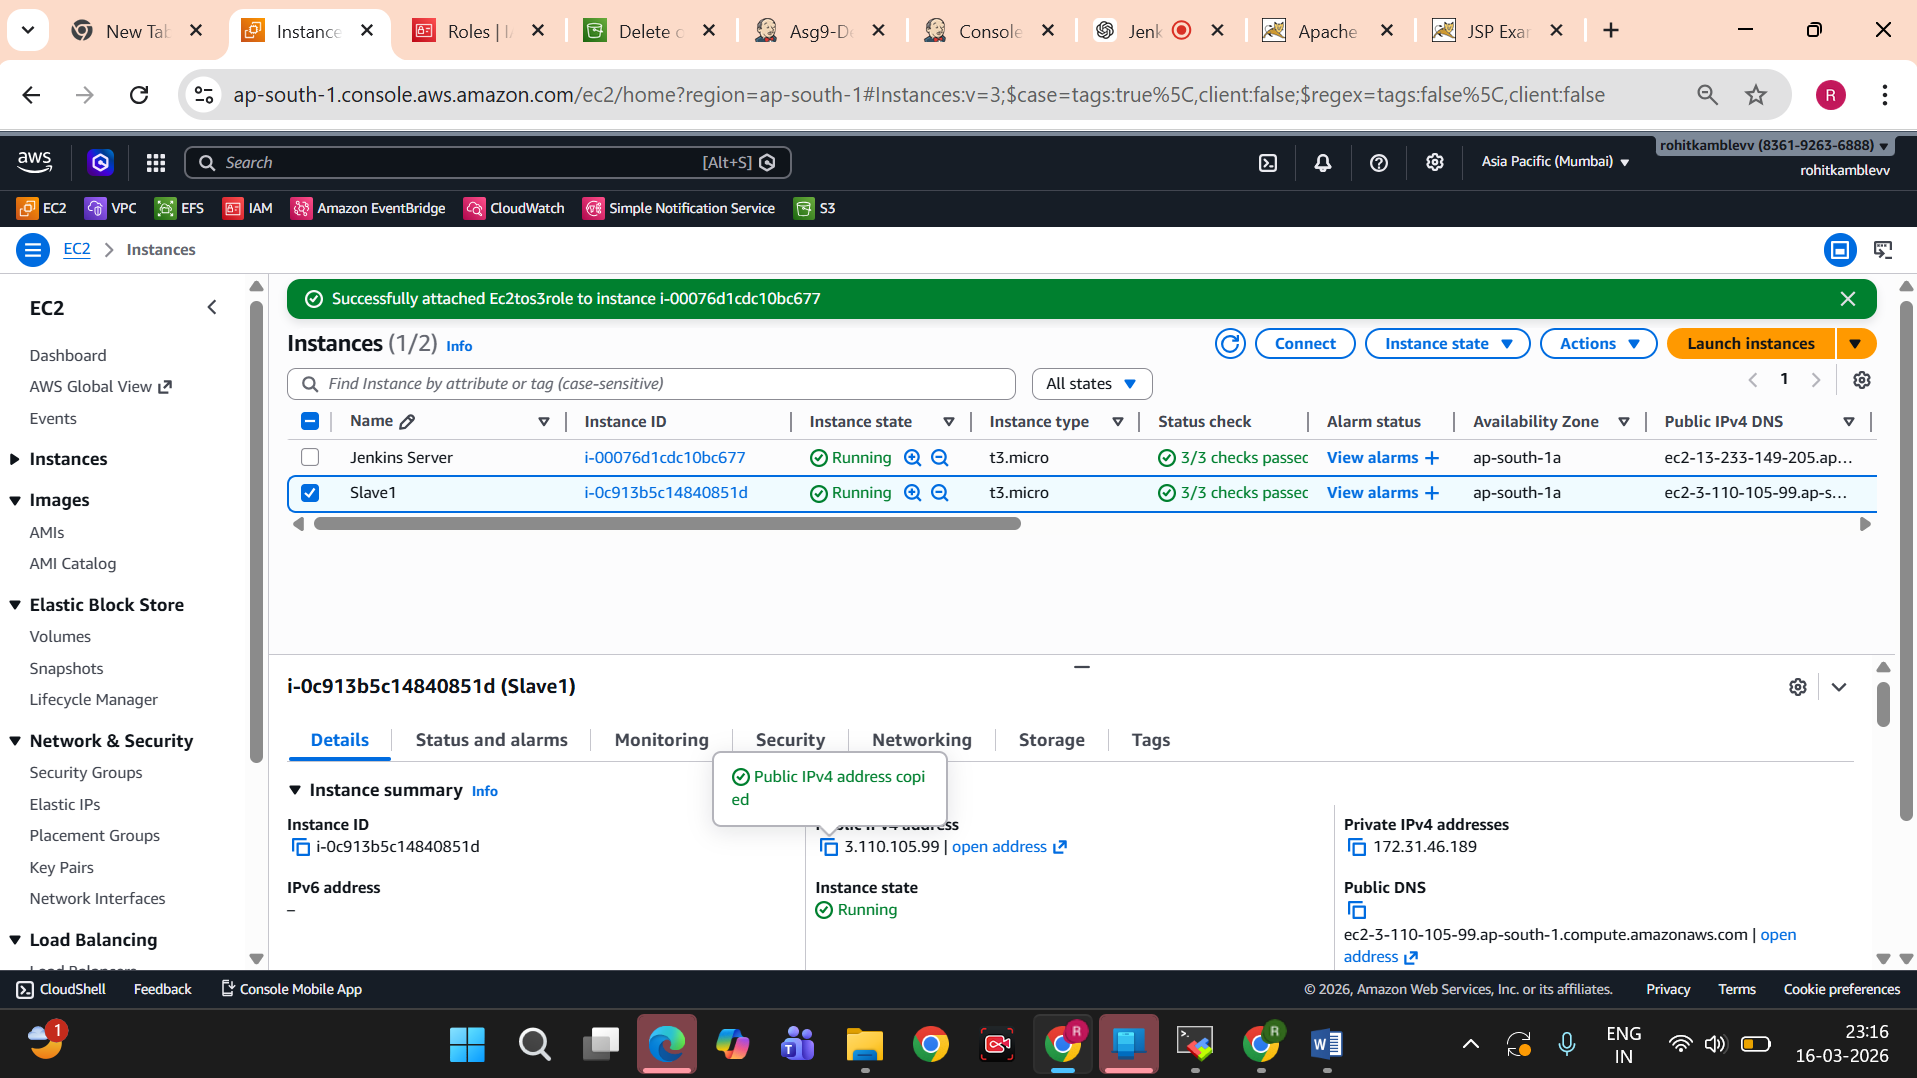 New Tab
Instance
Roles | IA
Delete o
Asg9-De
Console
Jenk
Apache
JSP Exar
ap-south-1.console.aws.amazon.com/ec2/home?region=ap-south-1#Instances:v=3;$case=tags:true%5C,client:false;$regex=tags:false%5C,client:false
R
aws
Search
[Alt+S]
Asia Pacific (Mumbai)
rohitkamblevv (8361-9263-6888)
rohitkamblevv
EC2
VPC
EFS
IAM
Amazon EventBridge
CloudWatch
Simple Notification Service
S3
EC2
Instances
EC2
Dashboard
AWS Global View
Events
Instances
Images
AMIs
AMI Catalog
Elastic Block Store
Volumes
Snapshots
Lifecycle Manager
Network & Security
Security Groups
Elastic IPs
Placement Groups
Key Pairs
Network Interfaces
Load Balancing
Successfully attached Ec2tos3role to instance i-00076d1cdc10bc677
Instances (1/2) Info
Connect
Instance state
Actions
Launch instances
Find Instance by attribute or tag (case-sensitive)
All states
1
Name Instance ID Instance state Instance type Status check Alarm status Availability Zone Public IPv4 DNS
Jenkins Server i-00076d1cdc10bc677 Running t3.micro 3/3 checks passed View alarms + ap-south-1a ec2-13-233-149-205.ap...
Slave1 i-0c913b5c14840851d Running t3.micro 3/3 checks passed View alarms + ap-south-1a ec2-3-110-105-99.ap-s...
i-0c913b5c14840851d (Slave1)
Details
Status and alarms
Monitoring
Security
Networking
Storage
Tags
Public IPv4 address copi
ed
Instance summary Info
Instance ID
i-0c913b5c14840851d
IPv6 address
–
Public IPv4 address
3.110.105.99 | open address
Instance state
Running
Private IPv4 addresses
172.31.46.189
Public DNS
ec2-3-110-105-99.ap-south-1.compute.amazonaws.com | open
address
CloudShell
Feedback
Console Mobile App
© 2026, Amazon Web Services, Inc. or its affiliates.
Privacy
Terms
Cookie preferences
1
R
R
ENG
IN
23:16
16-03-2026